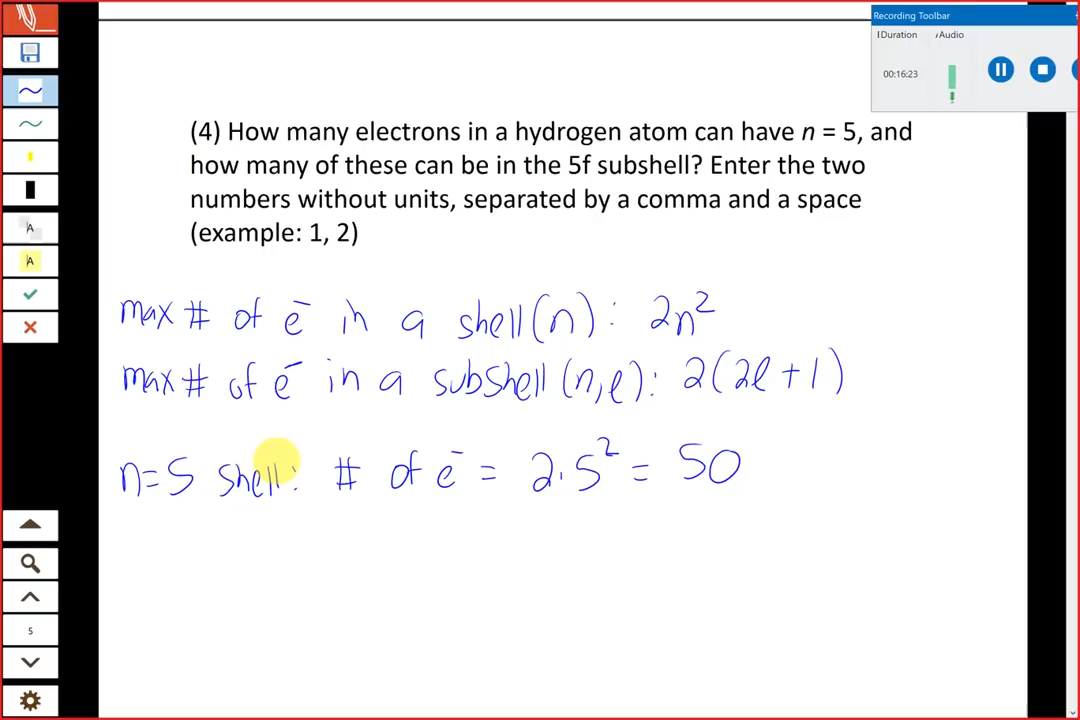 Recording Toolbar
Duration
Audio
00:16:23
(4) How many electrons in a hydrogen atom can have n = 5, and
how many of these can be in the 5f subshell? Enter the two
numbers without units, separated by a comma and a space
(example: 1, 2)
max # of e⁻ in a shell (n): 2n²
max # of e⁻ in a subshell (n,ℓ): 2(2ℓ+1)
n=5 shell: # of e⁻ = 2·5² = 50
A
A
5